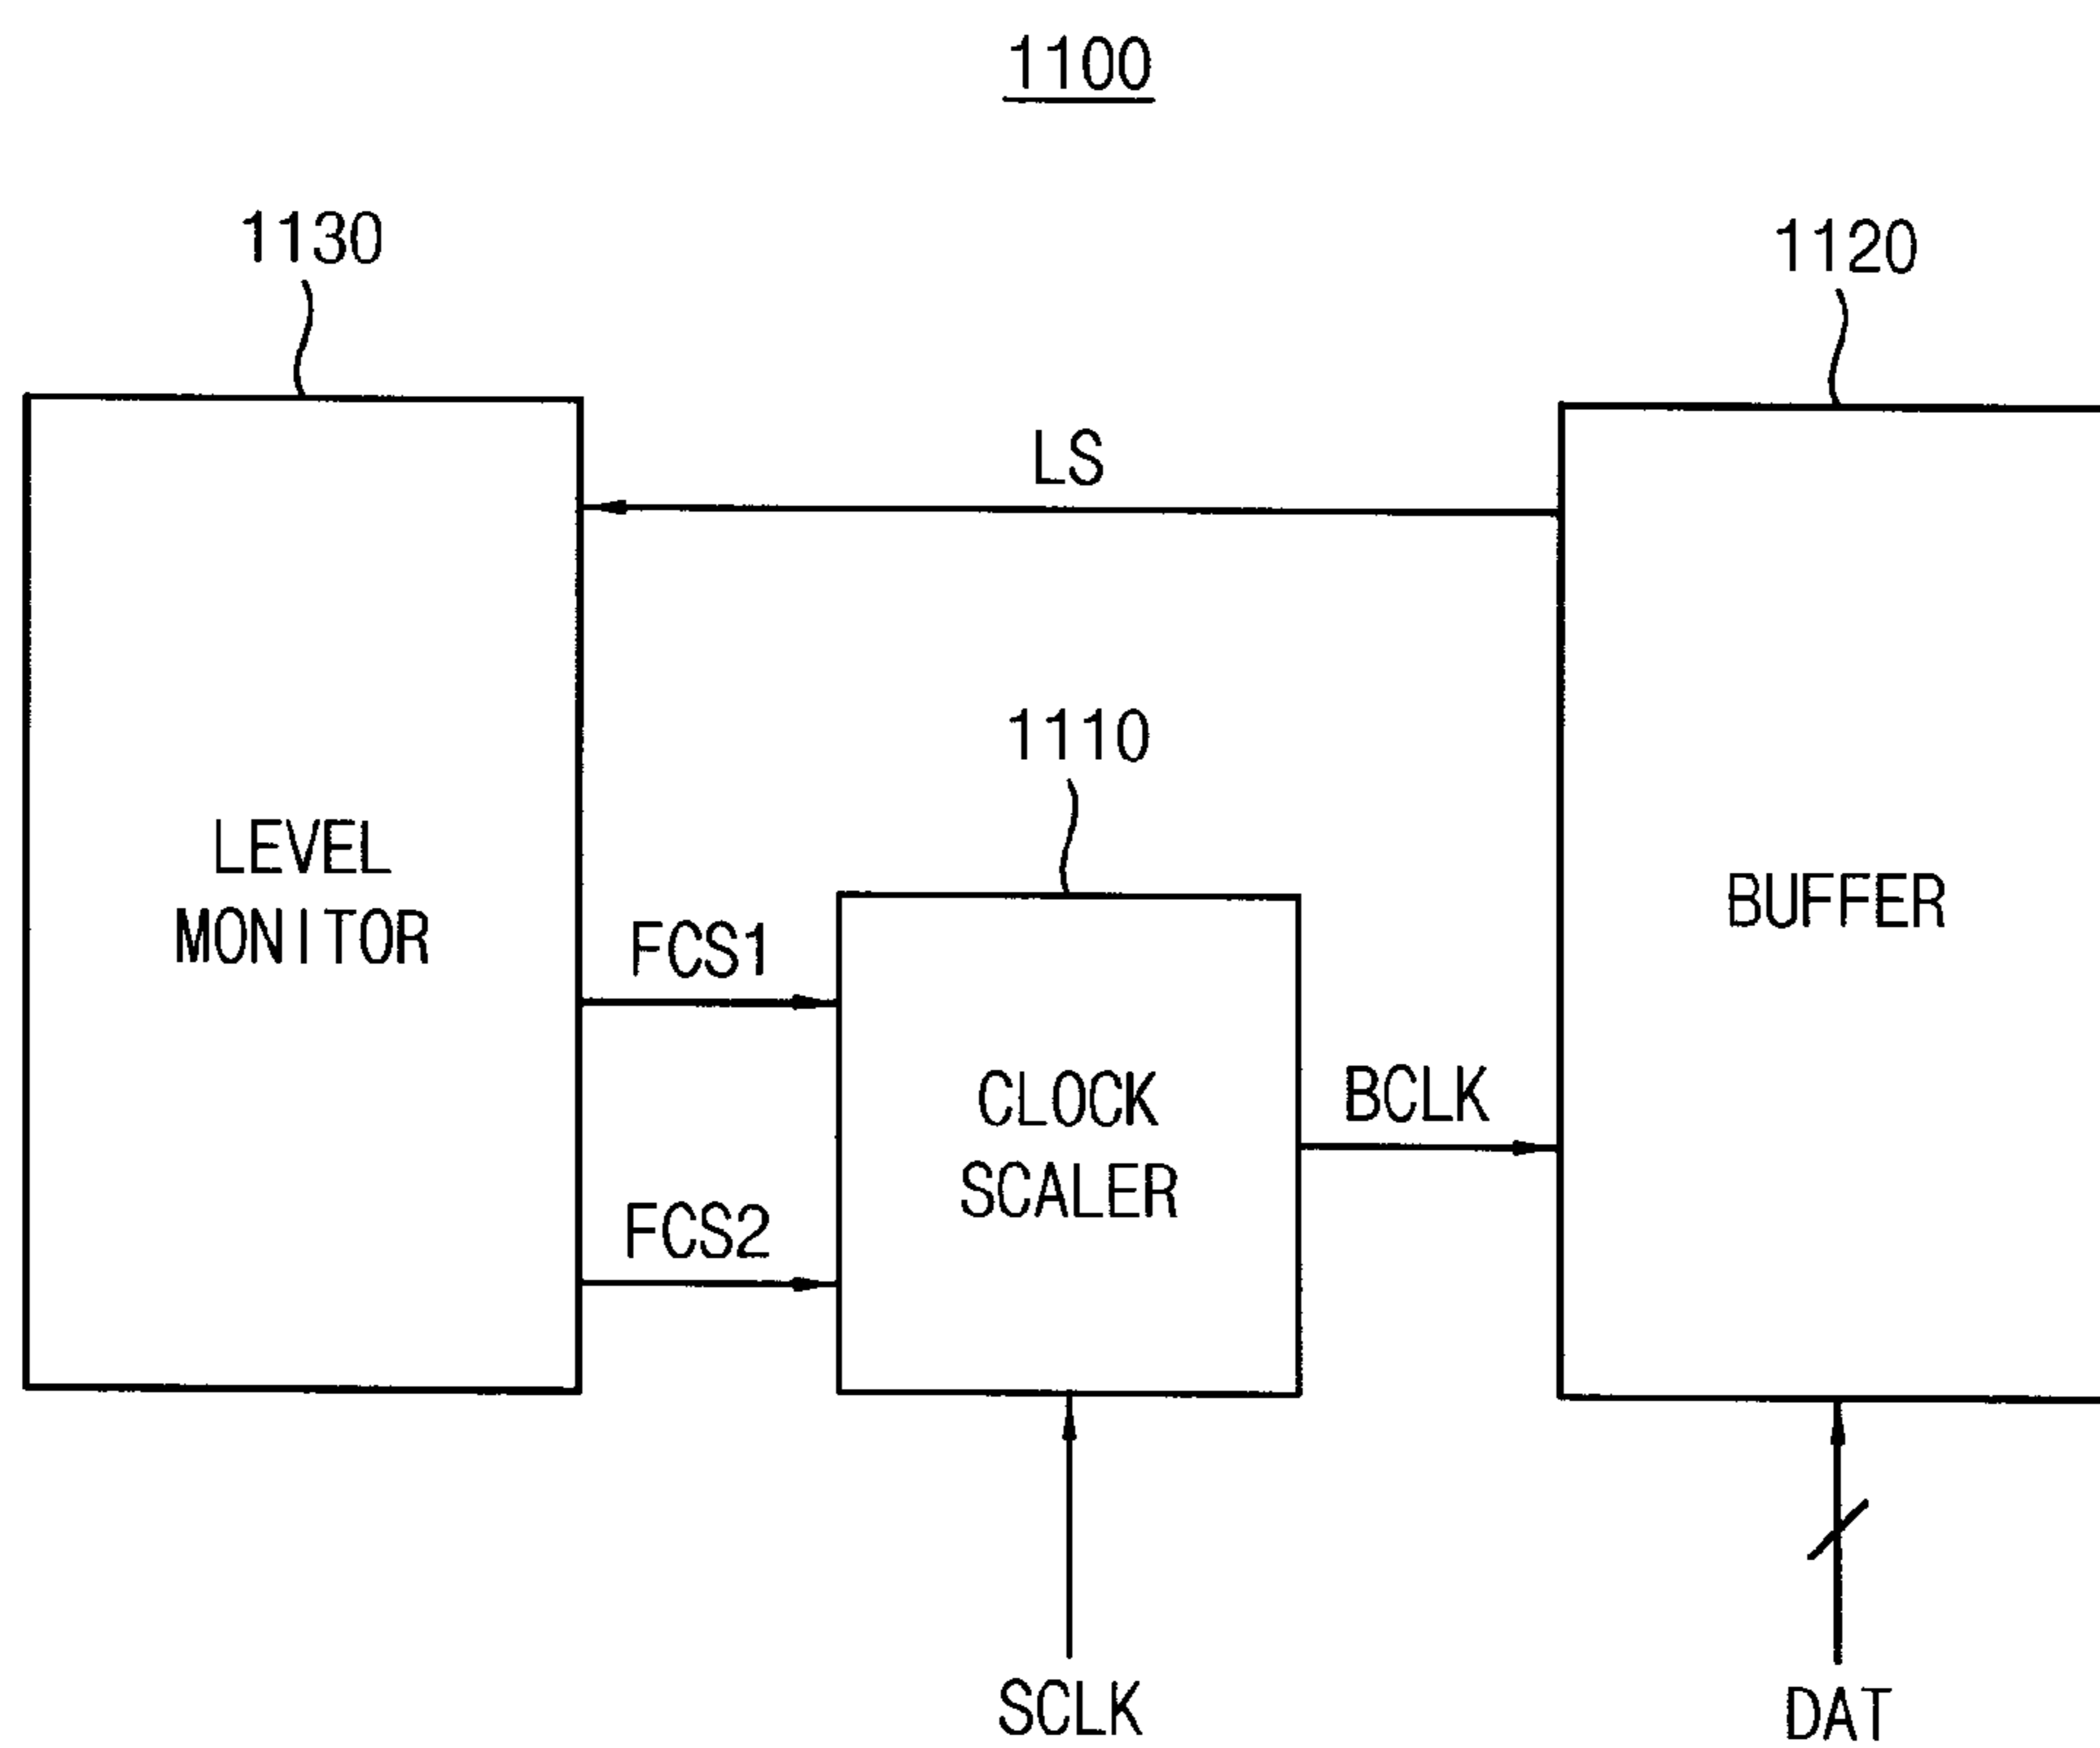 1100
1130
1120
LS
1110
LEVEL
MONITOR
BUFFER
FCS1
CLOCK
SCALER
BCLK
FCS2
SCLK
DAT